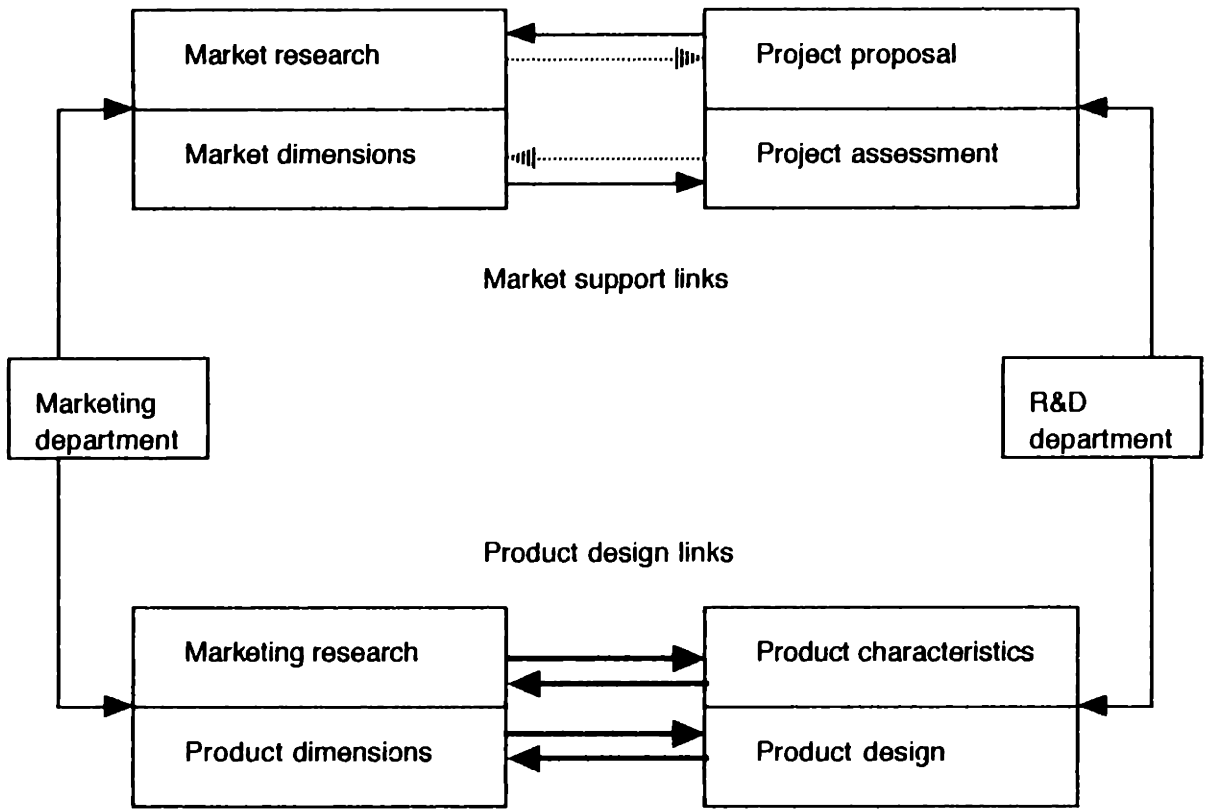 Market research
Project proposal
Market dimensions
Project assessment
Market support links
Marketing
department
R&D
department
Product design links
Marketing research
Product characteristics
Product dimensions
Product design